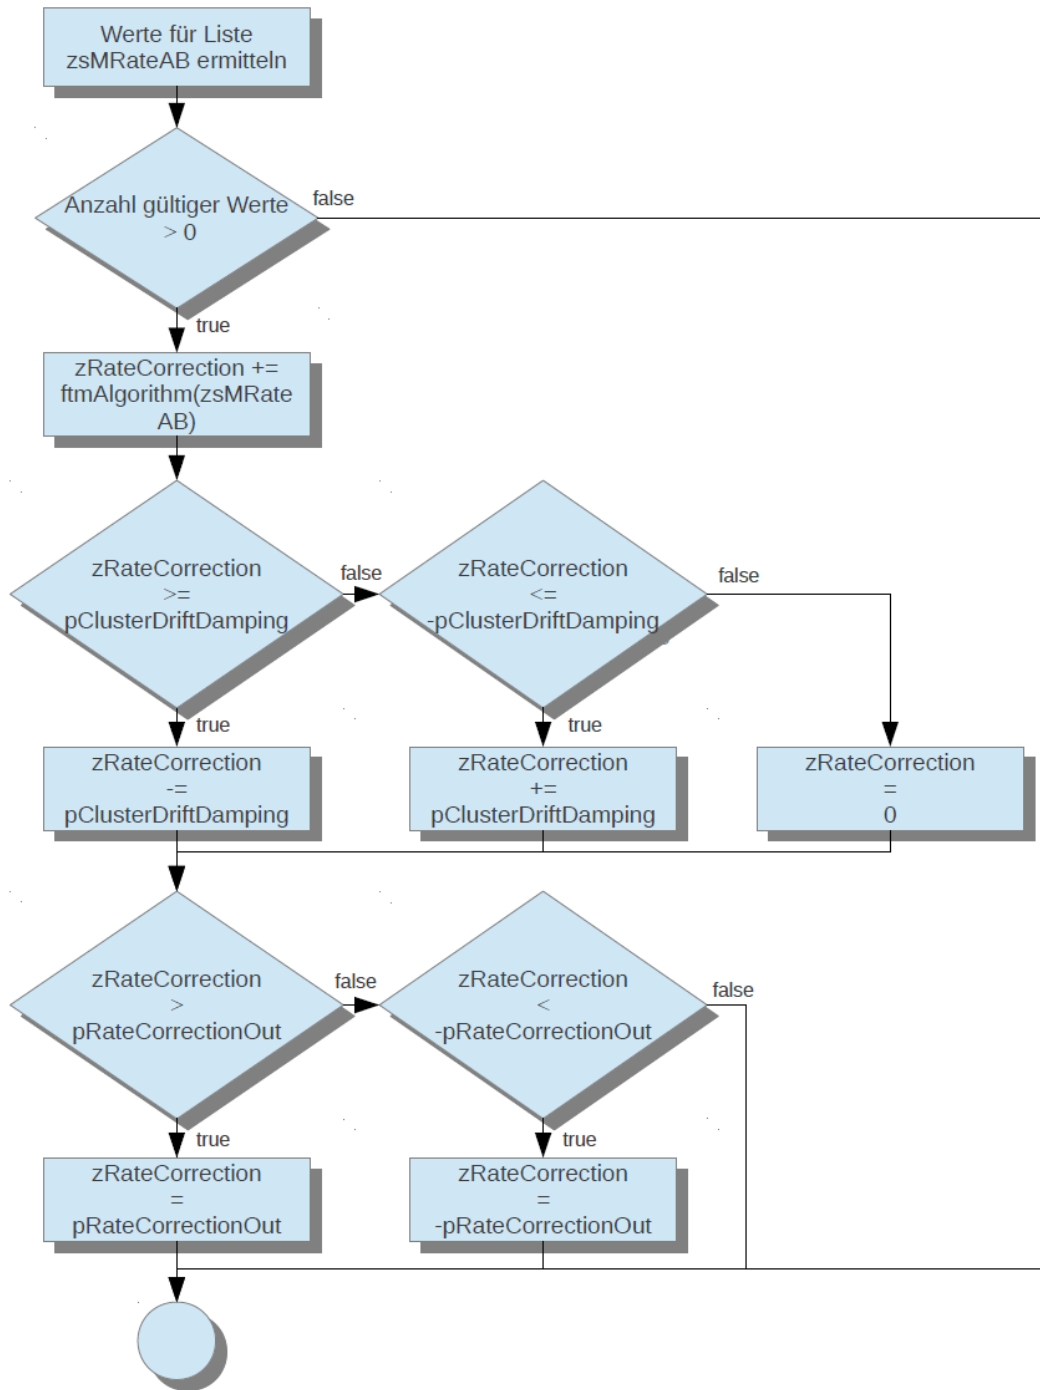 Werte für Liste
zsMRateAB ermitteln
Anzahl gültiger Werte
> 0
false
true
zRateCorrection +=
ftmAlgorithm(zsMRate
AB)
zRateCorrection
>=
pClusterDriftDamping
false
zRateCorrection
<=
-pClusterDriftDamping
false
true
true
zRateCorrection
-=
pClusterDriftDamping
zRateCorrection
+=
pClusterDriftDamping
zRateCorrection
=
0
zRateCorrection
>
pRateCorrectionOut
false
zRateCorrection
<
-pRateCorrectionOut
false
true
true
zRateCorrection
=
pRateCorrectionOut
zRateCorrection
=
-pRateCorrectionOut